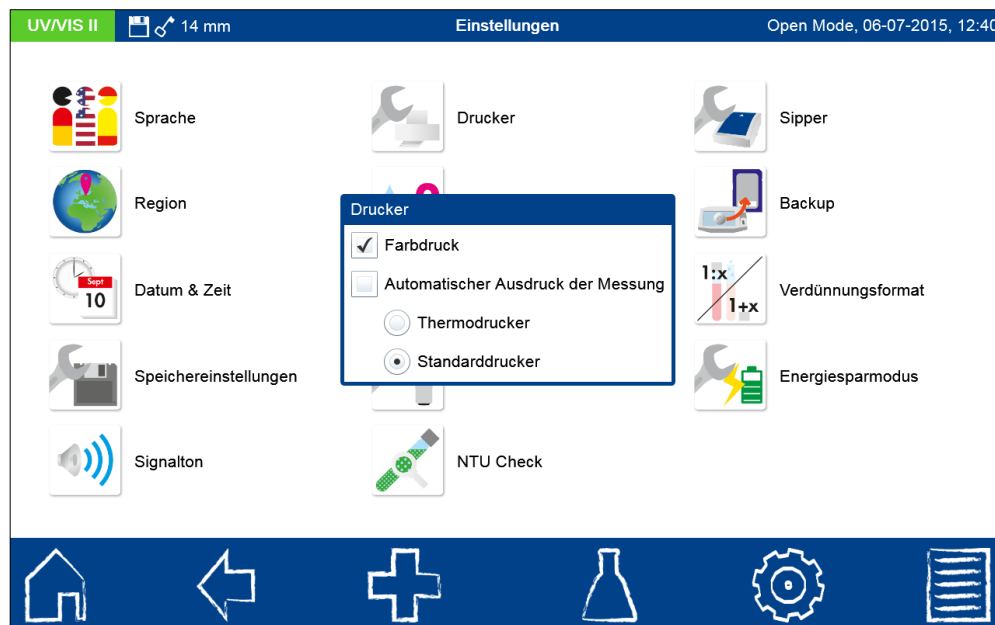 UV/VIS II 14 mm Einstellungen Open Mode, 06-07-2015, 12:40
Sprache Drucker Sipper
Region Backup
Drucker
Farbdruck
Sept
10
Datum & Zeit
Automatischer Ausdruck der Messung
1:x
1+x
Verdünnungsformat
Thermodrucker
Standarddrucker
Speichereinstellungen Energiesparmodus
Signalton NTU Check